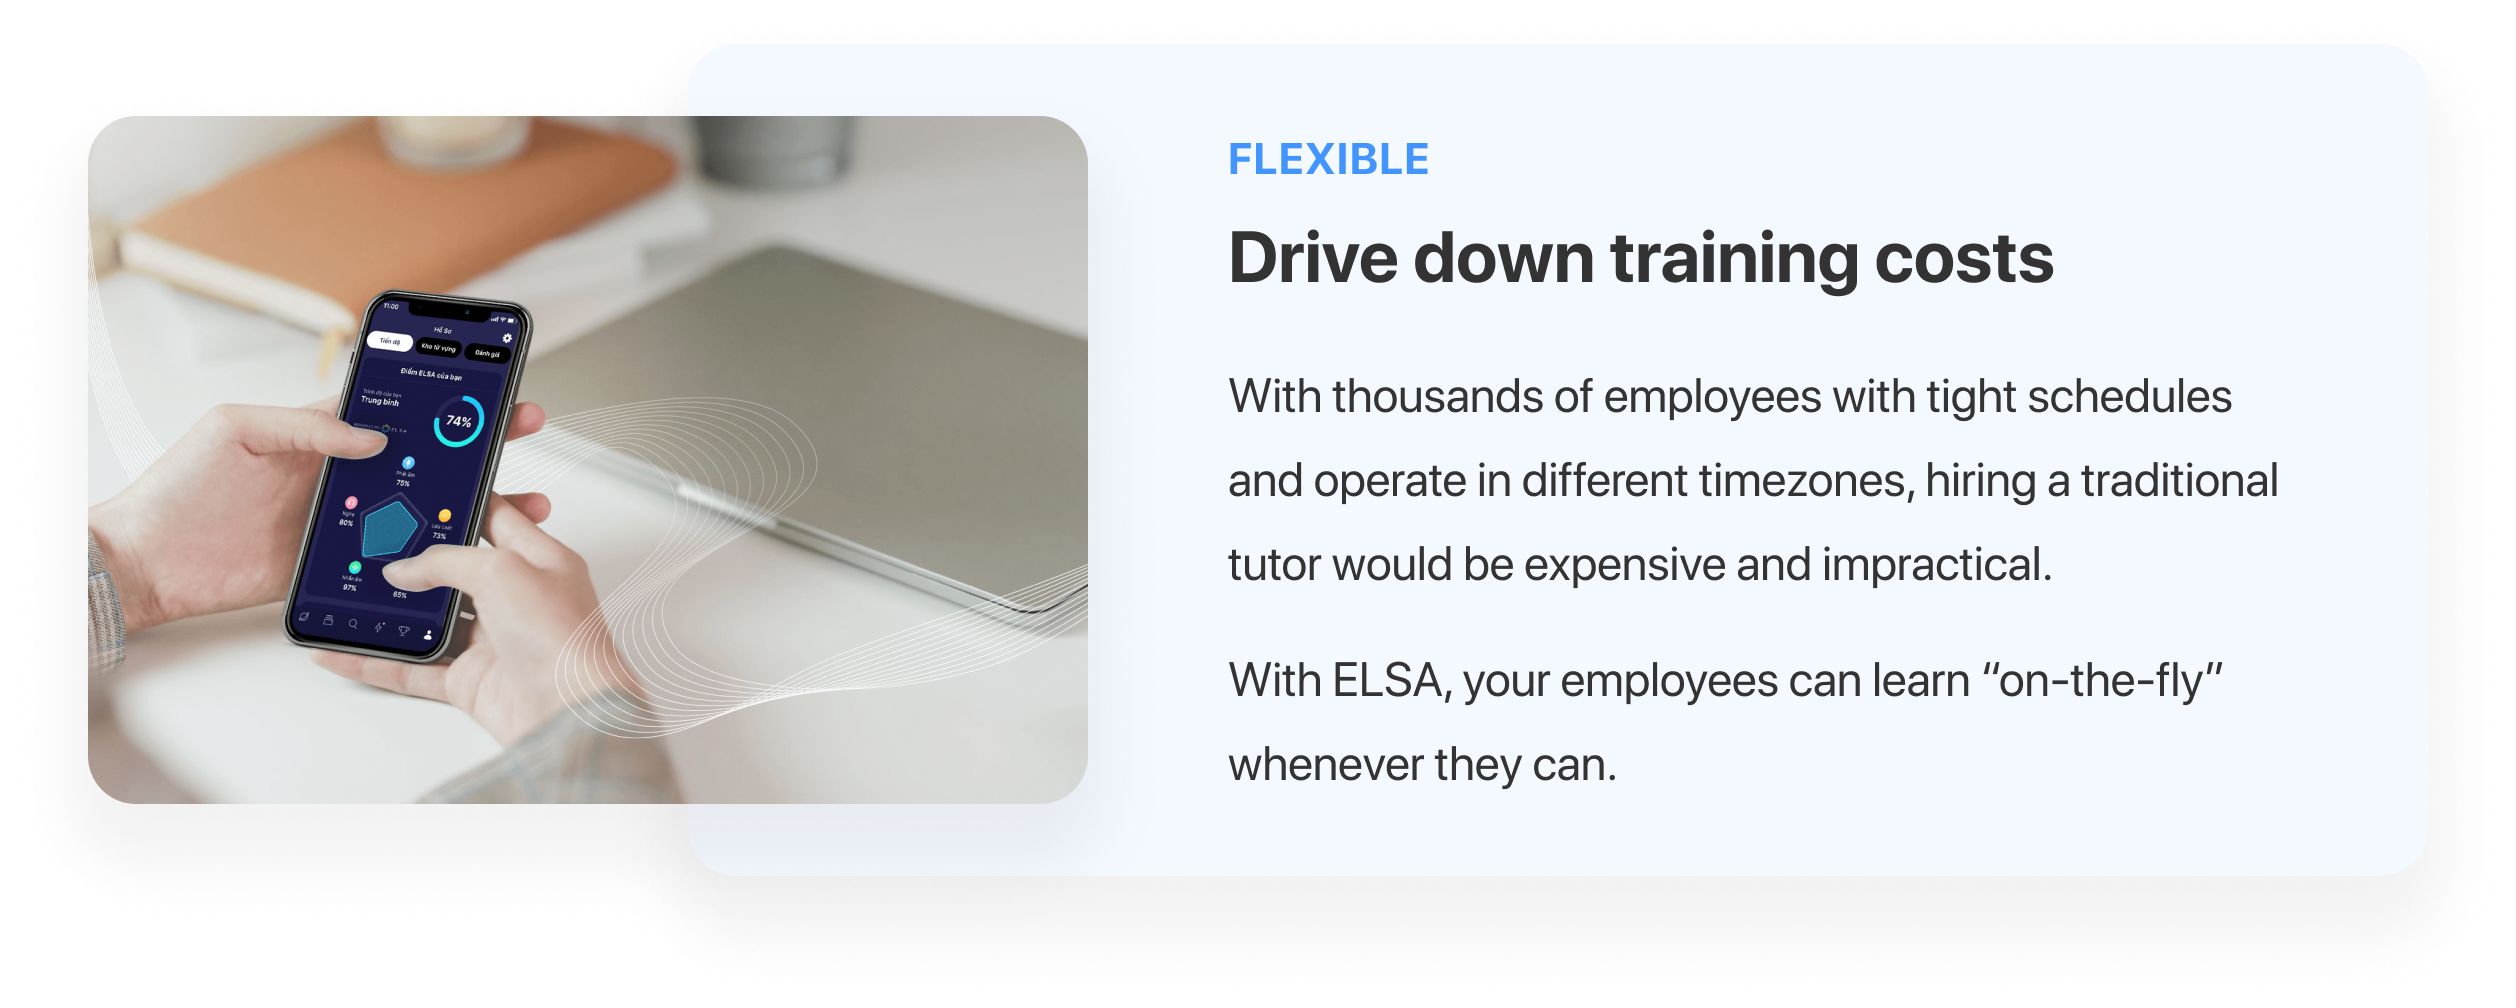 11:00
Hồ Sơ
Tiến độ
Kho từ vựng
Đánh giá
Điểm ELSA của bạn
Trình độ của bạn
Trung bình
74%
ELSA
Phát âm
75%
Nghe
80%
Lưu Loát
73%
Nhấn âm
97%
65%
FLEXIBLE
Drive down training costs
With thousands of employees with tight schedules
and operate in different timezones, hiring a traditional
tutor would be expensive and impractical.
With ELSA, your employees can learn “on-the-fly”
whenever they can.